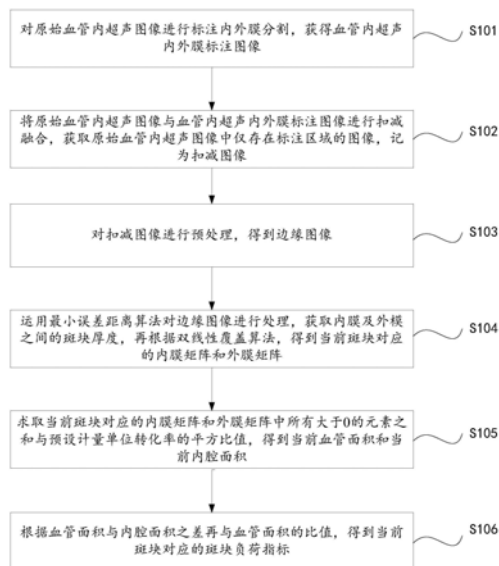 对原始血管内超声图像进行标注内外膜分割，获得血管内超声
内外膜标注图像
S101
将原始血管内超声图像与血管内超声内外膜标注图像进行扣减
融合，获取原始血管内超声图像中仅存在标注区域的图像，记
为扣减图像
S102
对扣减图像进行预处理，得到边缘图像
S103
运用最小误差距离算法对边缘图像进行处理，获取内膜及外模
之间的斑块厚度，再根据双线性覆盖算法，得到当前斑块对应
的内膜矩阵和外膜矩阵
S104
求取当前斑块对应的内膜矩阵和外膜矩阵中所有大于0的元素之
和与预设计量单位转化率的平方比值，得到当前血管面积和当
前内腔面积
S105
根据血管面积与内腔面积之差再与血管面积的比值，得到当前
斑块对应的斑块负荷指标
S106